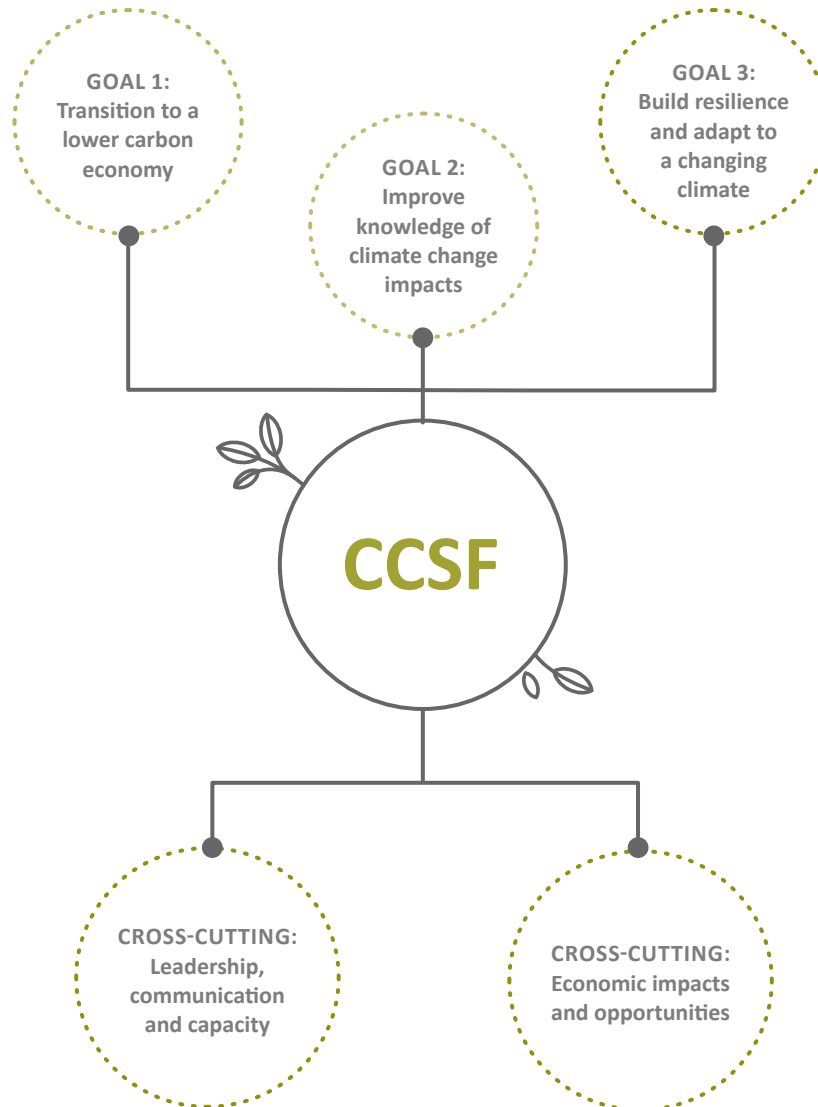 GOAL 1:
Transition to a
lower carbon
economy
GOAL 2:
Improve
knowledge of
climate change
impacts
GOAL 3:
Build resilience
and adapt to
a changing
climate
CCSF
CROSS-CUTTING:
Leadership,
communication
and capacity
CROSS-CUTTING:
Economic impacts
and opportunities